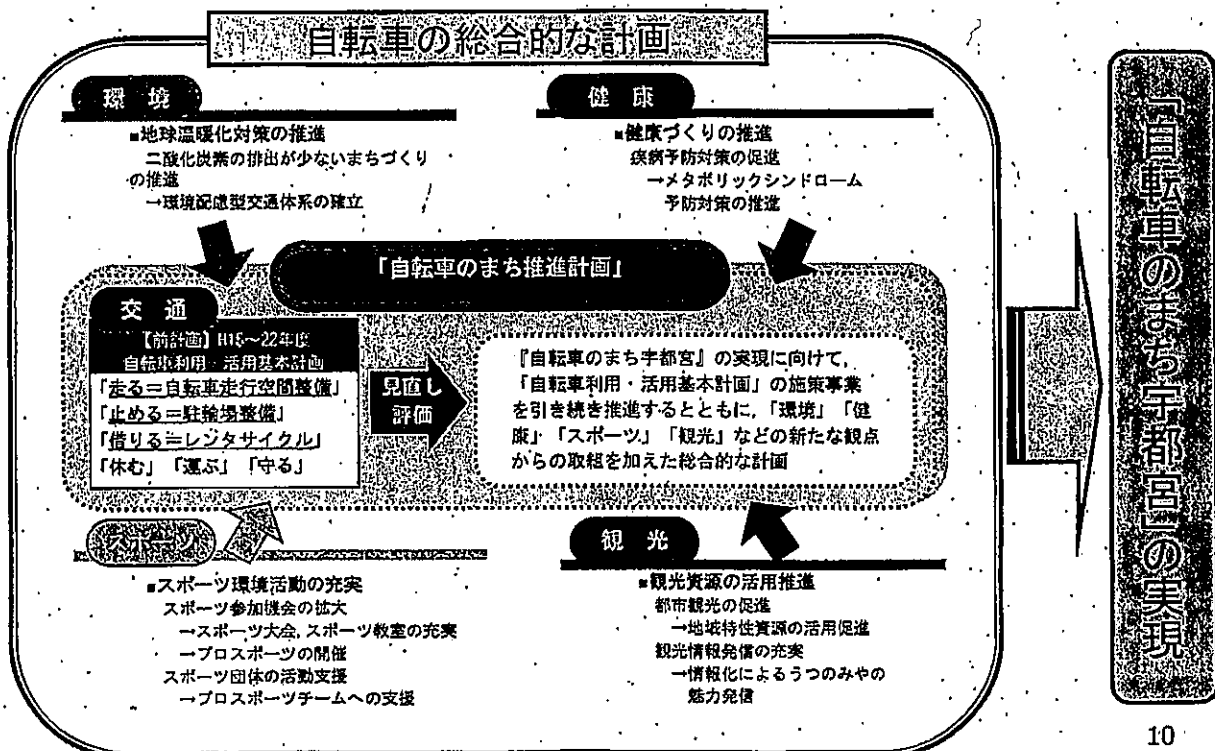 自転車の総合的な計画
環 境
■地球温暖化対策の推進
二酸化炭素の排出が少ないまちづくり
の推進
→環境配慮型交通体系の確立
健 康
■健康づくりの推進
疾病予防対策の促進
→メタボリックシンドローム
予防対策の推進
「自転車のまち推進計画」
交 通
【前計画】H15～22年度
自転車利用・活用基本計画
「走る＝自転車走行空間整備」
「止める＝駐輪場整備」
「借りる＝レンタサイクル」
「休む」「運ぶ」「守る」
見直し
評価
『自転車のまち宇都宮』の実現に向けて，
『自転車利用・活用基本計画』の施策事業
を引き続き推進するとともに，「環境」「健
康」「スポーツ」「観光」などの新たな観点
からの取組を加えた総合的な計画
スポーツ
■スポーツ環境活動の充実
スポーツ参加機会の拡大
→スポーツ大会，スポーツ教室の充実
→プロスポーツの開催
スポーツ団体の活動支援
→プロスポーツチームへの支援
観 光
■観光資源の活用推進
都市観光の促進
→地域特性資源の活用促進
観光情報発信の充実
→情報化によるうつのみやの
魅力発信
「自転車のまち宇都宮」の実現
10